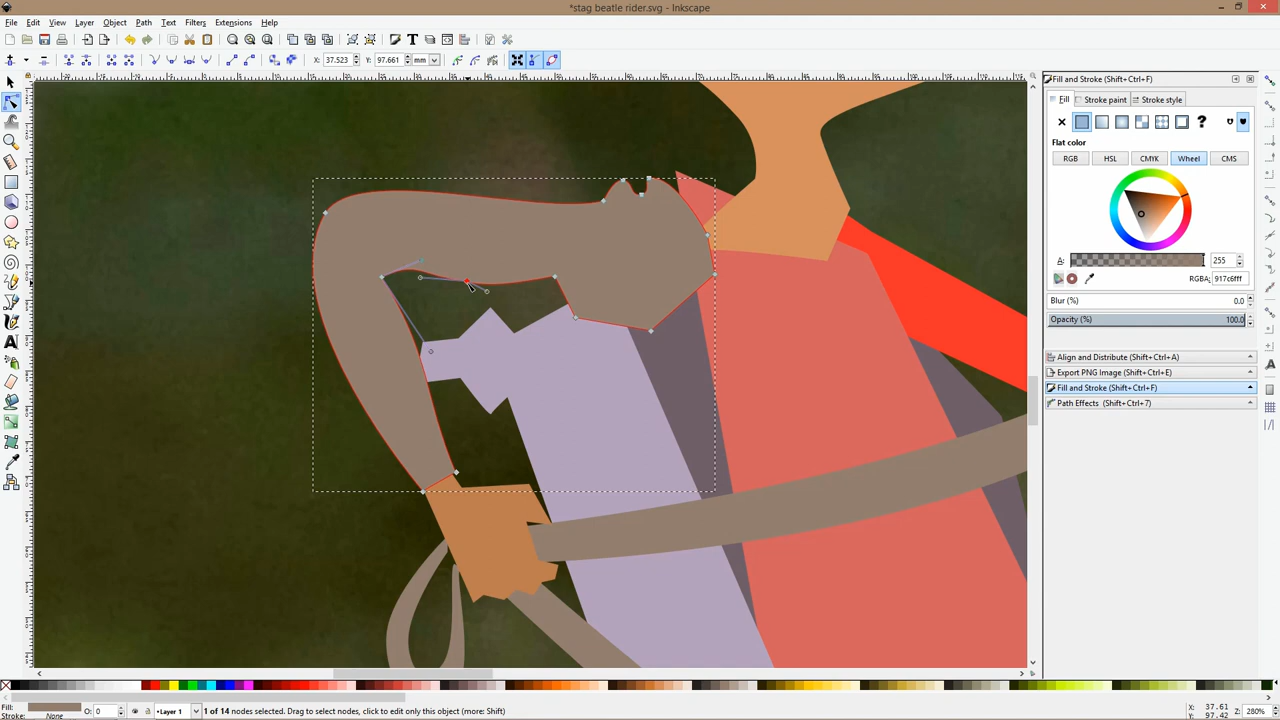 *stag beatle rider.svg - Inkscape
File Edit View Layer Object Path Text Filters Extensions Help
X: 37.523 Y: 97.661 mm
Fill and Stroke (Shift+Ctrl+F)
Fill Stroke paint Stroke style
?
Flat color
RGB HSL CMYK Wheel CMS
A: 255
RGBA: 917c6fff
Blur (%) 0.0
Opacity (%) 100.0
Align and Distribute (Shift+Ctrl+A)
Export PNG Image (Shift+Ctrl+E)
Fill and Stroke (Shift+Ctrl+F)
Path Effects (Shift+Ctrl+7)
Fill: O: 0 Layer 1 1 of 14 nodes selected. Drag to select nodes, click to edit only this object (more: Shift) X: 37.61 Z: 280%
Stroke: None Y: 97.42